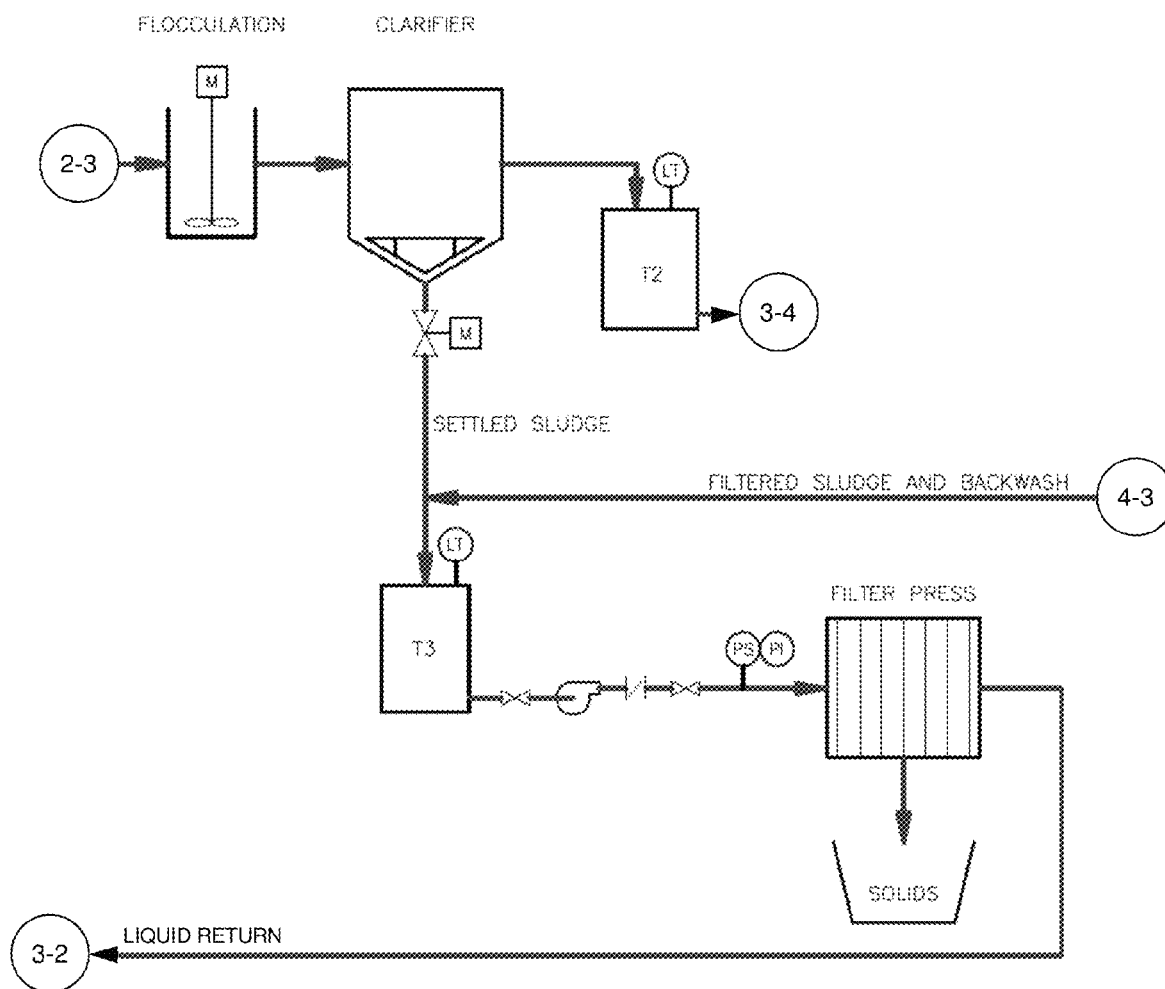 FLOCCULATION
CLARIFIER
M
2-3
LT
T2
3-4
M
SETTLED SLUDGE
FILTERED SLUDGE AND BACKWASH
4-3
LT
FILTER PRESS
T3
PS
PI
SOLIDS
LIQUID RETURN
3-2